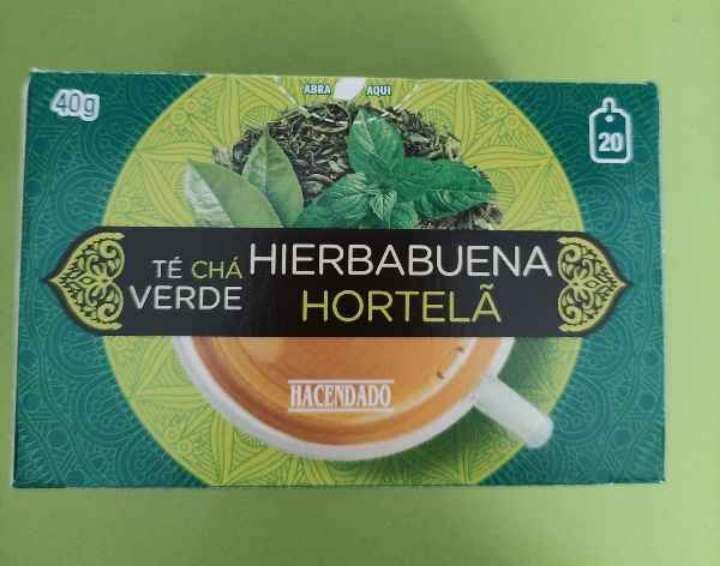 ABRA AQUI
40g
20
TÉ CHÁ HIERBABUENA
VERDE HORTELÃ
HACENDADO